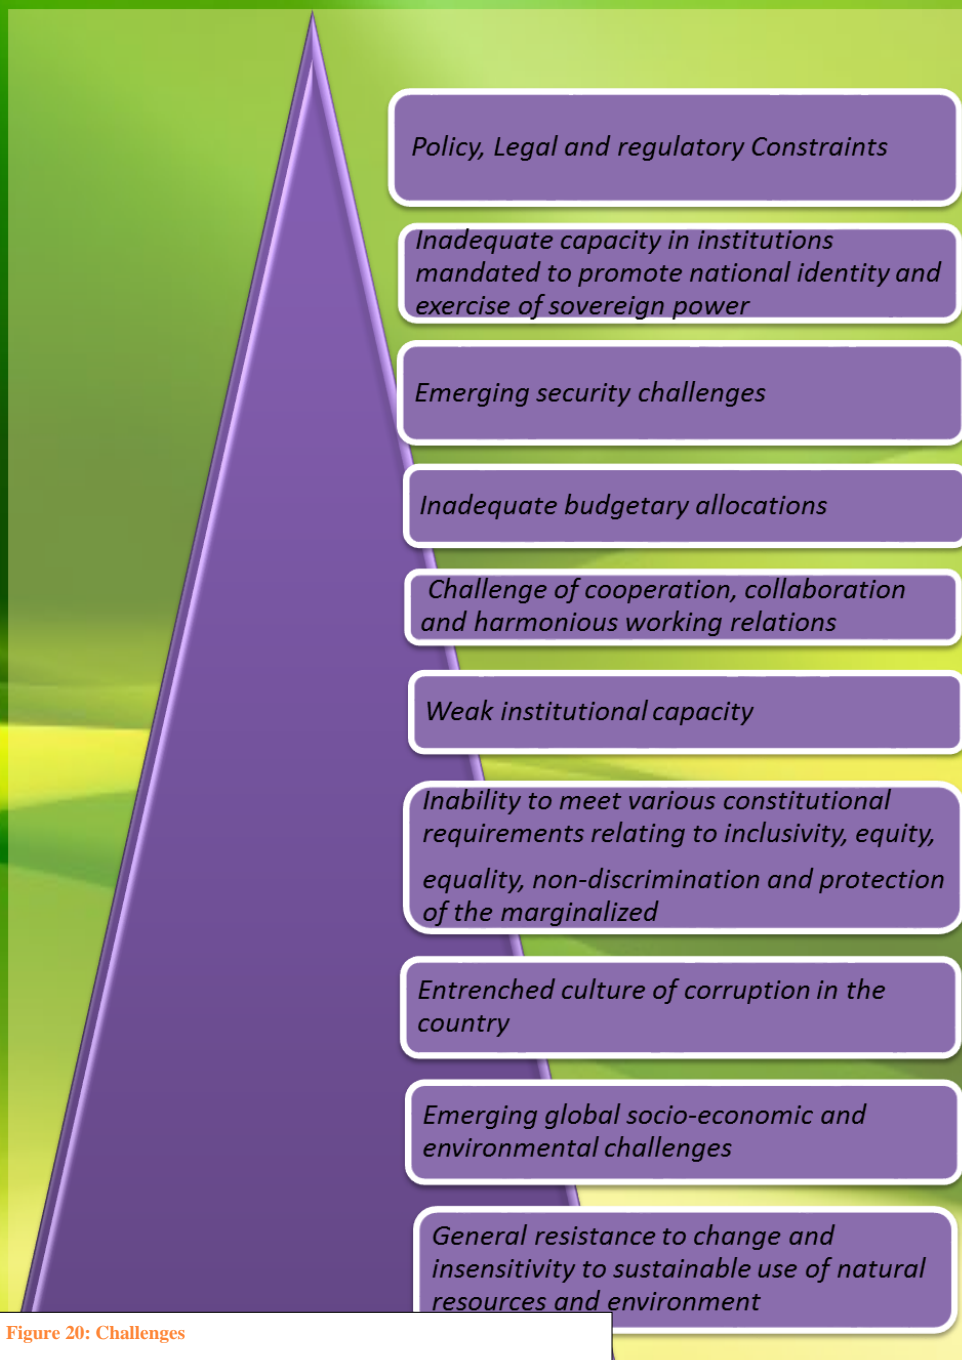 Policy, Legal and regulatory Constraints
Inadequate capacity in institutions
mandated to promote national identity and
exercise of sovereign power
Emerging security challenges
Inadequate budgetary allocations
Challenge of cooperation, collaboration
and harmonious working relations
Weak institutional capacity
Inability to meet various constitutional
requirements relating to inclusivity, equity,
equality, non-discrimination and protection
of the marginalized
Entrenched culture of corruption in the
country
Emerging global socio-economic and
environmental challenges
General resistance to change and
insensitivity to sustainable use of natural
resources and environment
Figure 20: Challenges